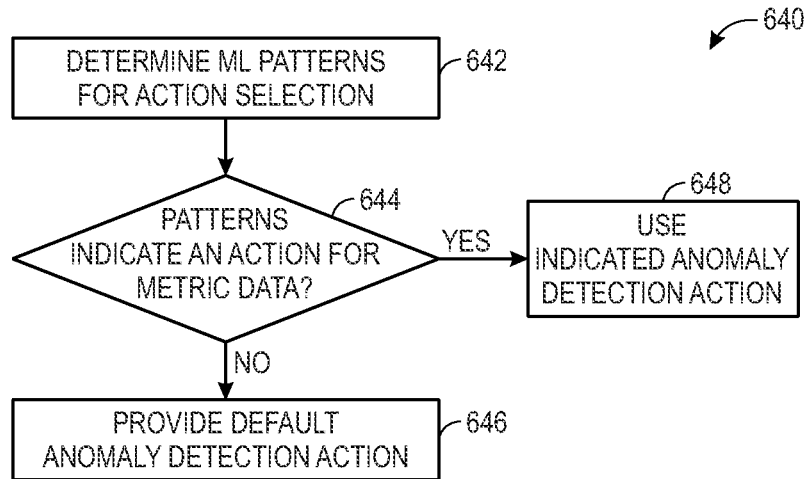 640
DETERMINE ML PATTERNS
FOR ACTION SELECTION
642
PATTERNS
INDICATE AN ACTION FOR
METRIC DATA?
644
YES
648
USE
INDICATED ANOMALY
DETECTION ACTION
NO
PROVIDE DEFAULT
ANOMALY DETECTION ACTION
646